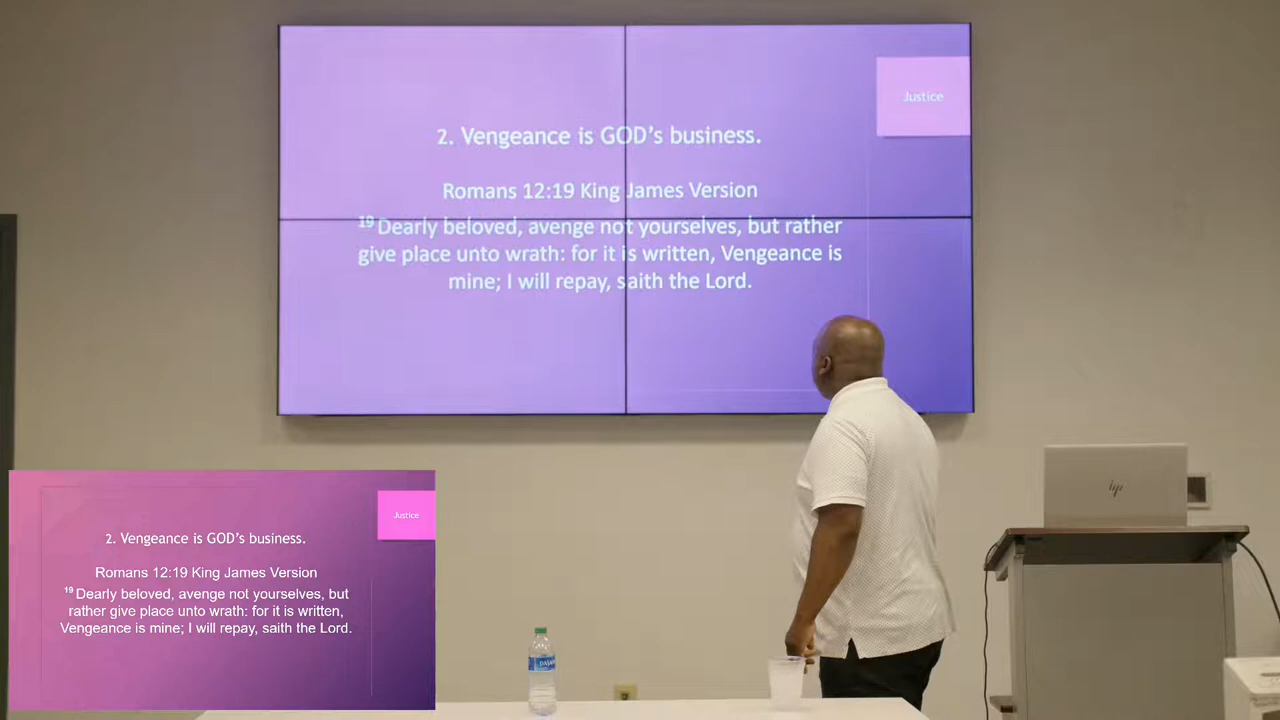 Justice
2. Vengeance is GOD's business.
Romans 12:19 King James Version
19 Dearly beloved, avenge not yourselves, but rather
give place unto wrath: for it is written, Vengeance is
mine; I will repay, saith the Lord.
hp
Justice
2. Vengeance is GOD's business.
Romans 12:19 King James Version
19 Dearly beloved, avenge not yourselves, but
rather give place unto wrath: for it is written,
Vengeance is mine; I will repay, saith the Lord.